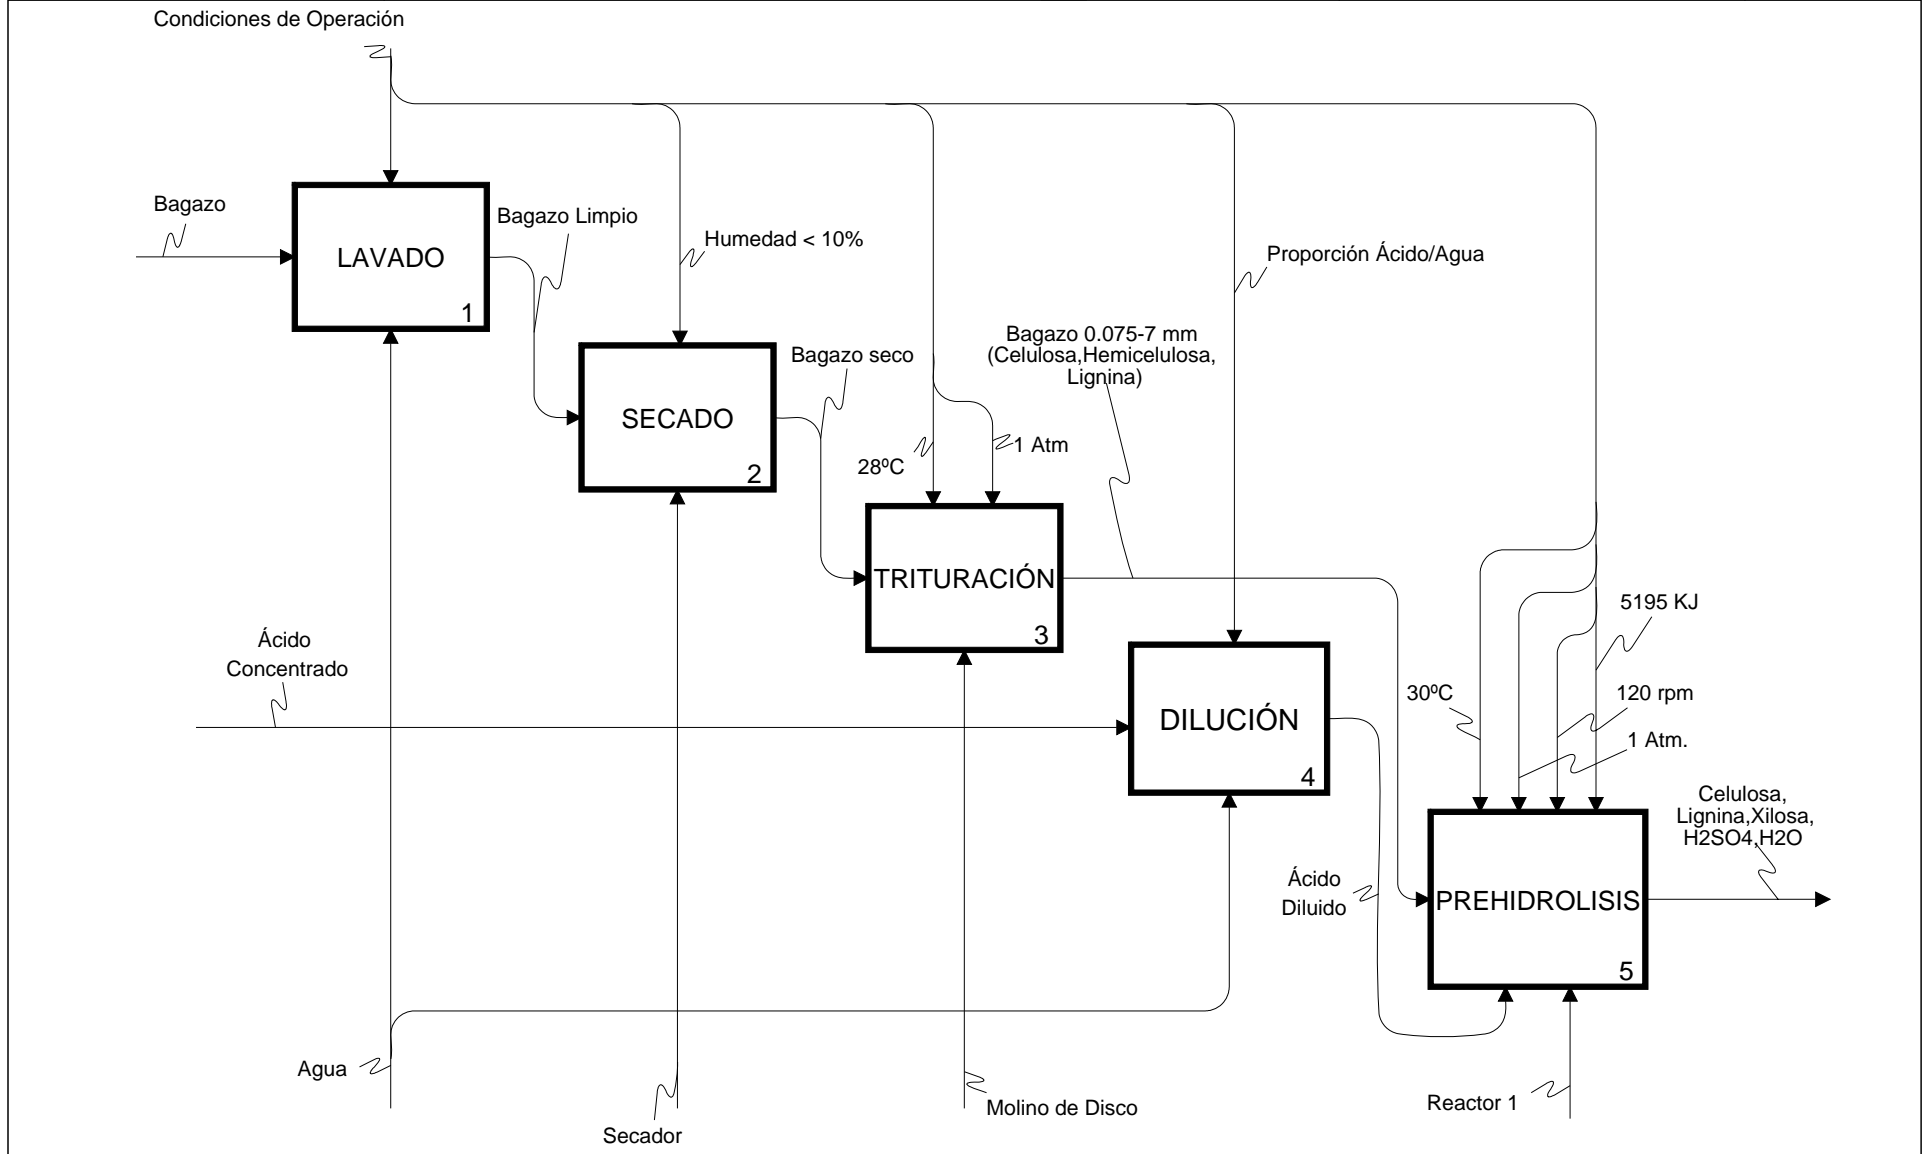 Condiciones de Operación
Bagazo
LAVADO
1
Bagazo Limpio
Humedad < 10%
SECADO
2
Bagazo seco
28ºC
1 Atm
Bagazo 0.075-7 mm
(Celulosa,Hemicelulosa,
Lignina)
Proporción Ácido/Agua
TRITURACIÓN
3
Ácido
Concentrado
DILUCIÓN
4
5195 KJ
30ºC
120 rpm
1 Atm.
Celulosa,
Lignina,Xilosa,
H2SO4,H2O
Ácido
Diluido
PREHIDROLISIS
5
Agua
Secador
Molino de Disco
Reactor 1